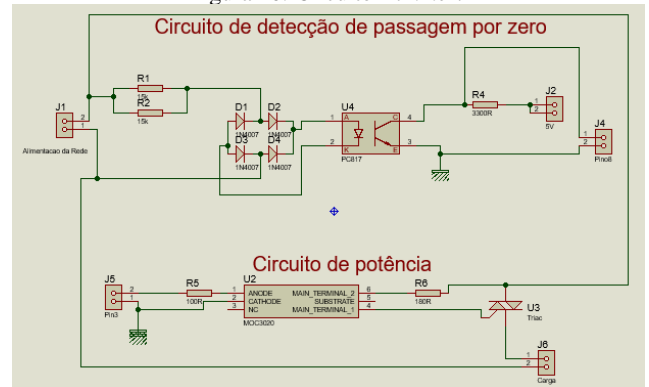 Circuito de detecção de passagem por zero
R1
15k
R2
15k
J1
2
1
Alimentacao da Rede
D1
D2
1N4007
1N4007
D3
D4
1N4007
1N4007
U4
1
A
C
4
2
K
E
3
PC817
R4
3300R
J2
1
2
5V
J4
1
2
Pino8
Circuito de potência
J5
2
1
Pin3
R5
100R
U2
1
ANODE
MAIN_TERMINAL_2
6
2
CATHODE
SUBSTRATE
5
3
NC
MAIN_TERMINAL_1
4
MOC3020
R6
180R
U3
Triac
J6
1
2
Carga